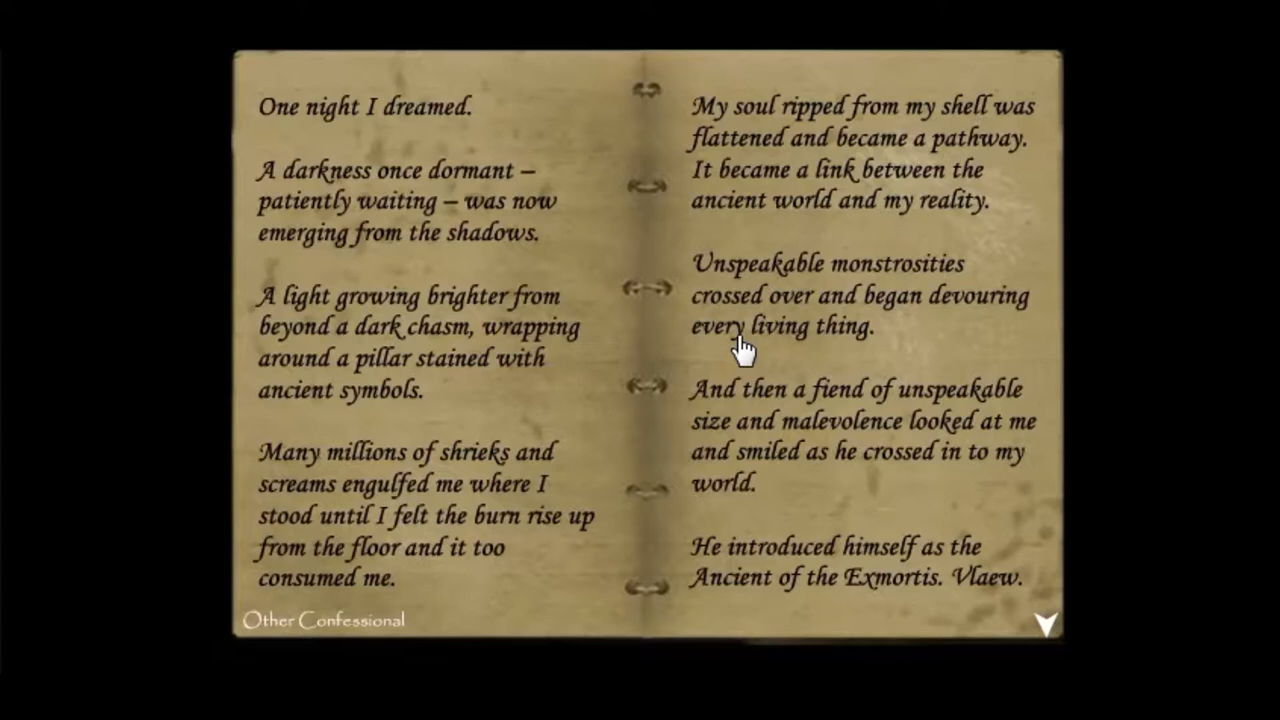 One night I dreamed.
A darkness once dormant –
patiently waiting – was now
emerging from the shadows.
A light growing brighter from
beyond a dark chasm, wrapping
around a pillar stained with
ancient symbols.
Many millions of shrieks and
screams engulfed me where I
stood until I felt the burn rise up
from the floor and it too
consumed me.
Other Confessional
My soul ripped from my shell was
flattened and became a pathway.
It became a link between the
ancient world and my reality.
Unspeakable monstrosities
crossed over and began devouring
every living thing.
And then a fiend of unspeakable
size and malevolence looked at me
and smiled as he crossed in to my
world.
He introduced himself as the
Ancient of the Exmortis. Vlaew.